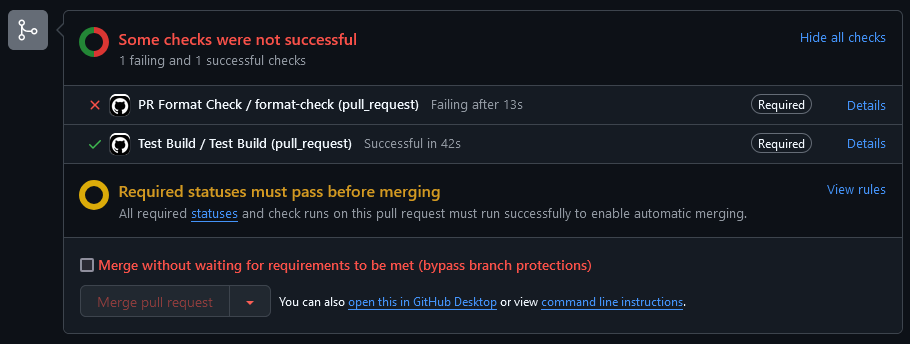 Some checks were not successful
Hide all checks
1 failing and 1 successful checks
PR Format Check / format-check (pull_request) Failing after 13s Required Details
Test Build / Test Build (pull_request) Successful in 42s Required Details
Required statuses must pass before merging
View rules
All required statuses and check runs on this pull request must run successfully to enable automatic merging.
Merge without waiting for requirements to be met (bypass branch protections)
Merge pull request You can also open this in GitHub Desktop or view command line instructions.